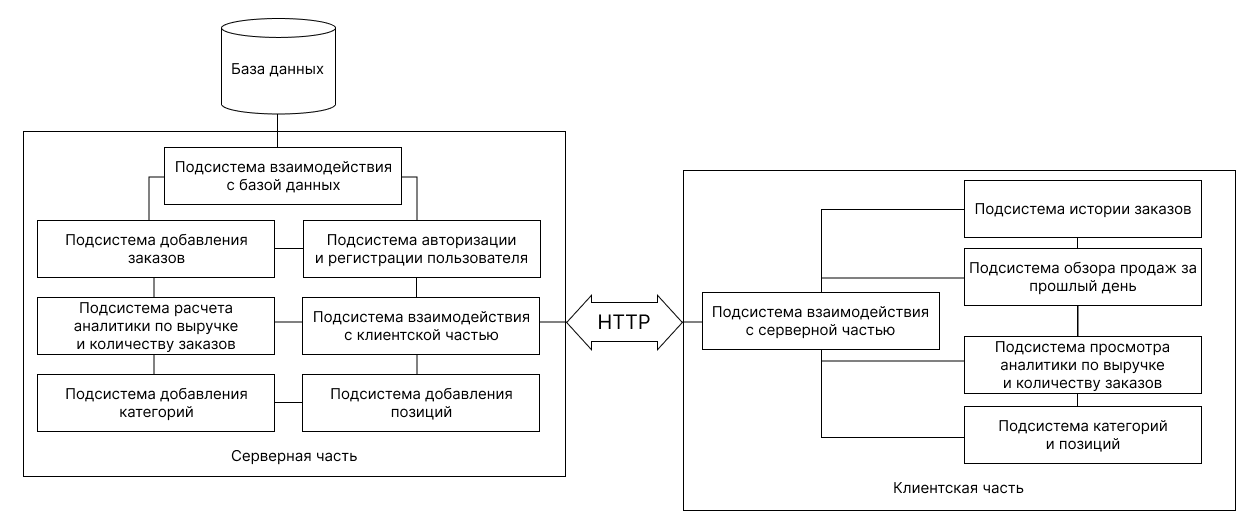 База данных
Подсистема взаимодействия
с базой данных
Подсистема добавления
заказов
Подсистема авторизации
и регистрации пользователя
Подсистема расчета
аналитики по выручке
и количеству заказов
Подсистема взаимодействия
с клиентской частью
Подсистема добавления
категорий
Подсистема добавления
позиций
Серверная часть
HTTP
Подсистема взаимодействия
с серверной частью
Подсистема истории заказов
Подсистема обзора продаж за
прошлый день
Подсистема просмотра
аналитики по выручке
и количеству заказов
Подсистема категорий
и позиций
Клиентская часть